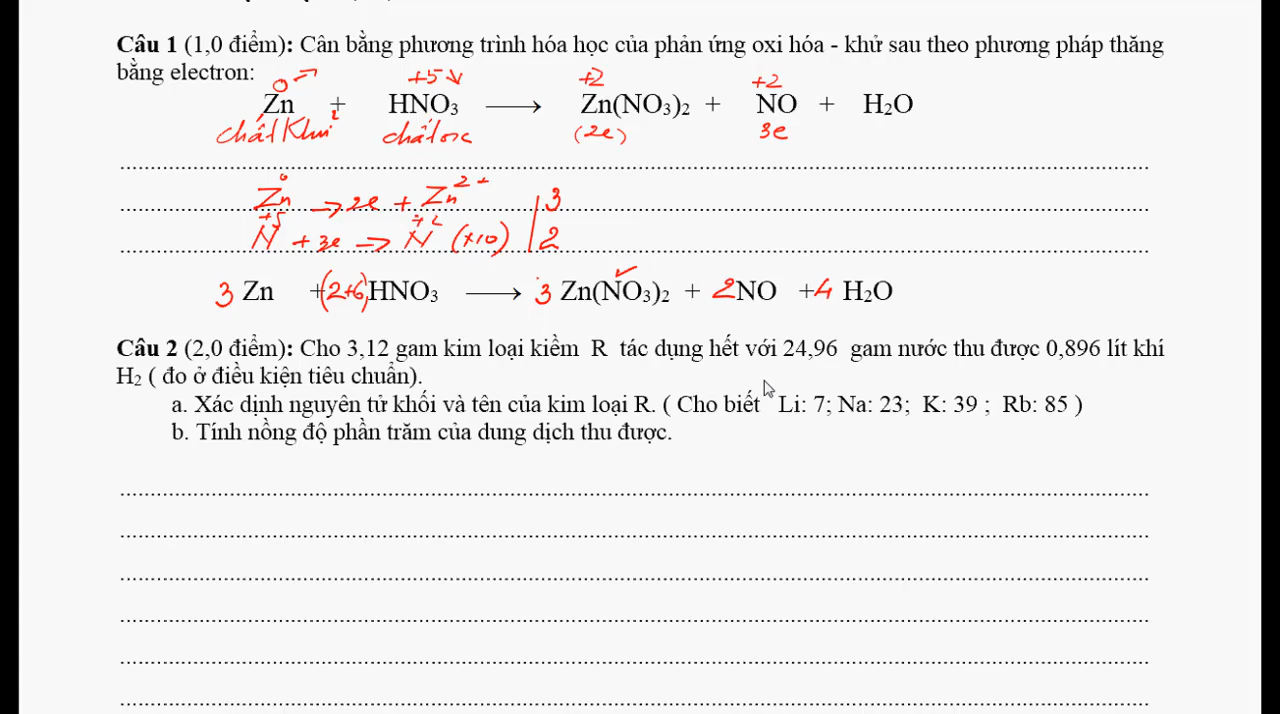 Câu 1 (1,0 điểm): Cân bằng phương trình hóa học của phản ứng oxi hóa - khử sau theo phương pháp thăng
bằng electron:
0 +5 +2 +2
Zn + HNO₃ ⟶ Zn(NO₃)₂ + NO + H₂O
chất Khử chất oxi (2e) 3e
Zn⁰ → 2e + Zn²⁺ | 3
N⁺⁵ + 3e → N⁺² (×10) | 2
3 Zn +(2+6)HNO₃ ⟶ 3 Zn(NO₃)₂ + 2NO +4 H₂O
Câu 2 (2,0 điểm): Cho 3,12 gam kim loại kiềm R tác dụng hết với 24,96 gam nước thu được 0,896 lít khí
H₂ ( đo ở điều kiện tiêu chuẩn).
a. Xác dịnh nguyên tử khối và tên của kim loại R. ( Cho biết Li: 7; Na: 23; K: 39 ; Rb: 85 )
b. Tính nồng độ phần trăm của dung dịch thu được.